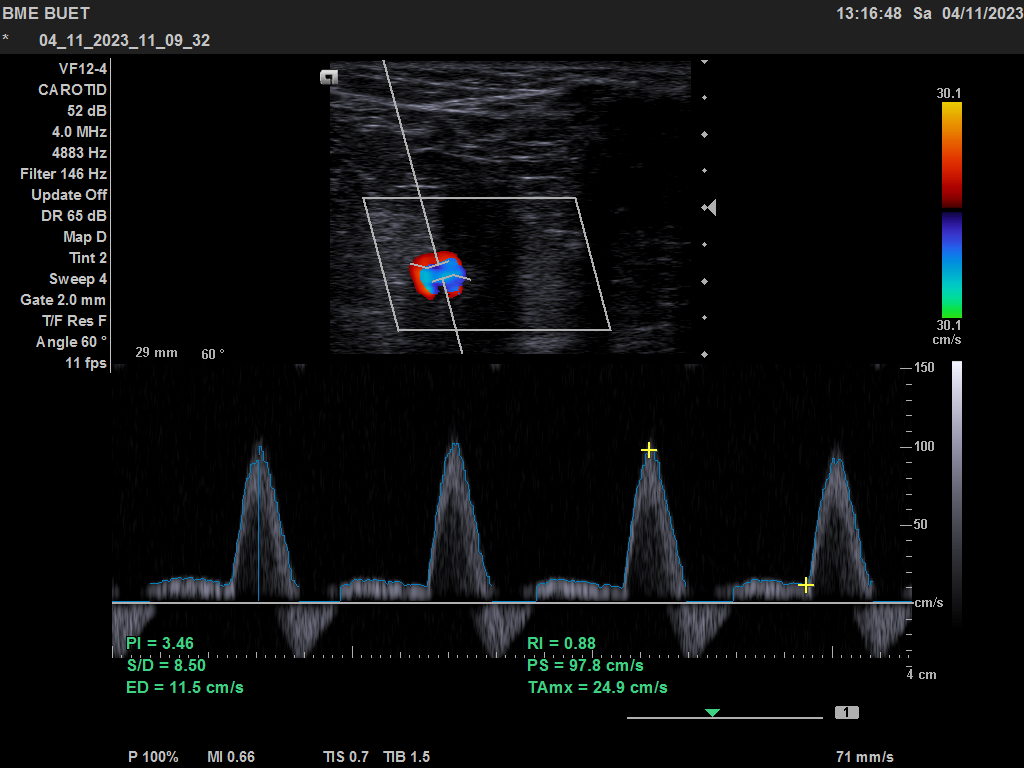 BME BUET 13:16:48 Sa 04/11/2023
* 04_11_2023_11_09_32
VF12-4
CAROTID
52 dB
4.0 MHz
4883 Hz
Filter 146 Hz
Update Off
DR 65 dB
Map D
Tint 2
Sweep 4
Gate 2.0 mm
T/F Res F
Angle 60 °
11 fps
29 mm 60 °
30.1
30.1
cm/s
150
100
50
cm/s
4 cm
PI = 3.46 RI = 0.88
S/D = 8.50 PS = 97.8 cm/s
ED = 11.5 cm/s TAmx = 24.9 cm/s
1
P 100% MI 0.66 TIS 0.7 TIB 1.5 71 mm/s